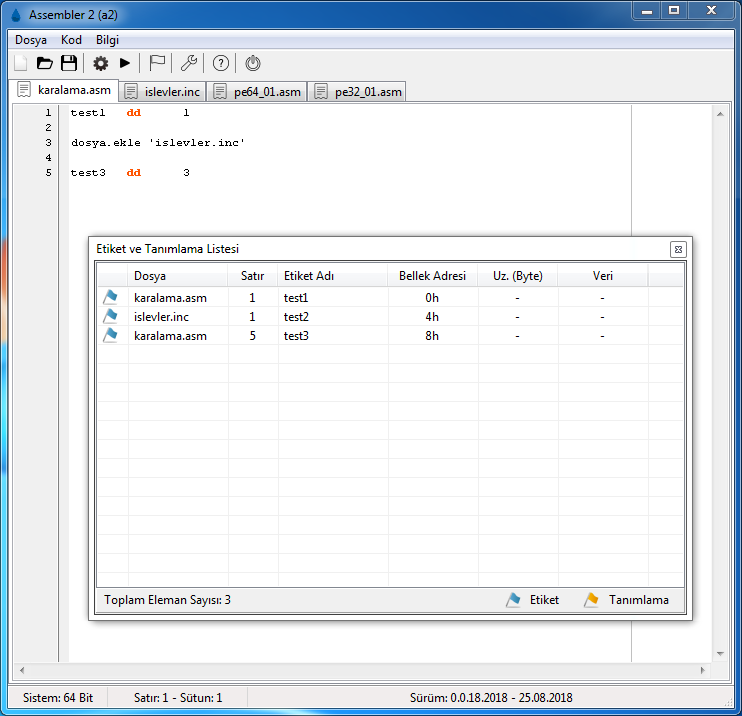 Assembler 2 (a2)
Dosya Kod Bilgi
karalama.asm islevler.inc pe64_01.asm pe32_01.asm
1 test1 dd 1
2
3 dosya.ekle 'islevler.inc'
4
5 test3 dd 3
Etiket ve Tanımlama Listesi
Dosya Satır Etiket Adı Bellek Adresi Uz. (Byte) Veri
karalama.asm 1 test1 0h - -
islevler.inc 1 test2 4h - -
karalama.asm 5 test3 8h - -
Toplam Eleman Sayısı: 3 Etiket Tanımlama
Sistem: 64 Bit Satır: 1 - Sütun: 1 Sürüm: 0.0.18.2018 - 25.08.2018